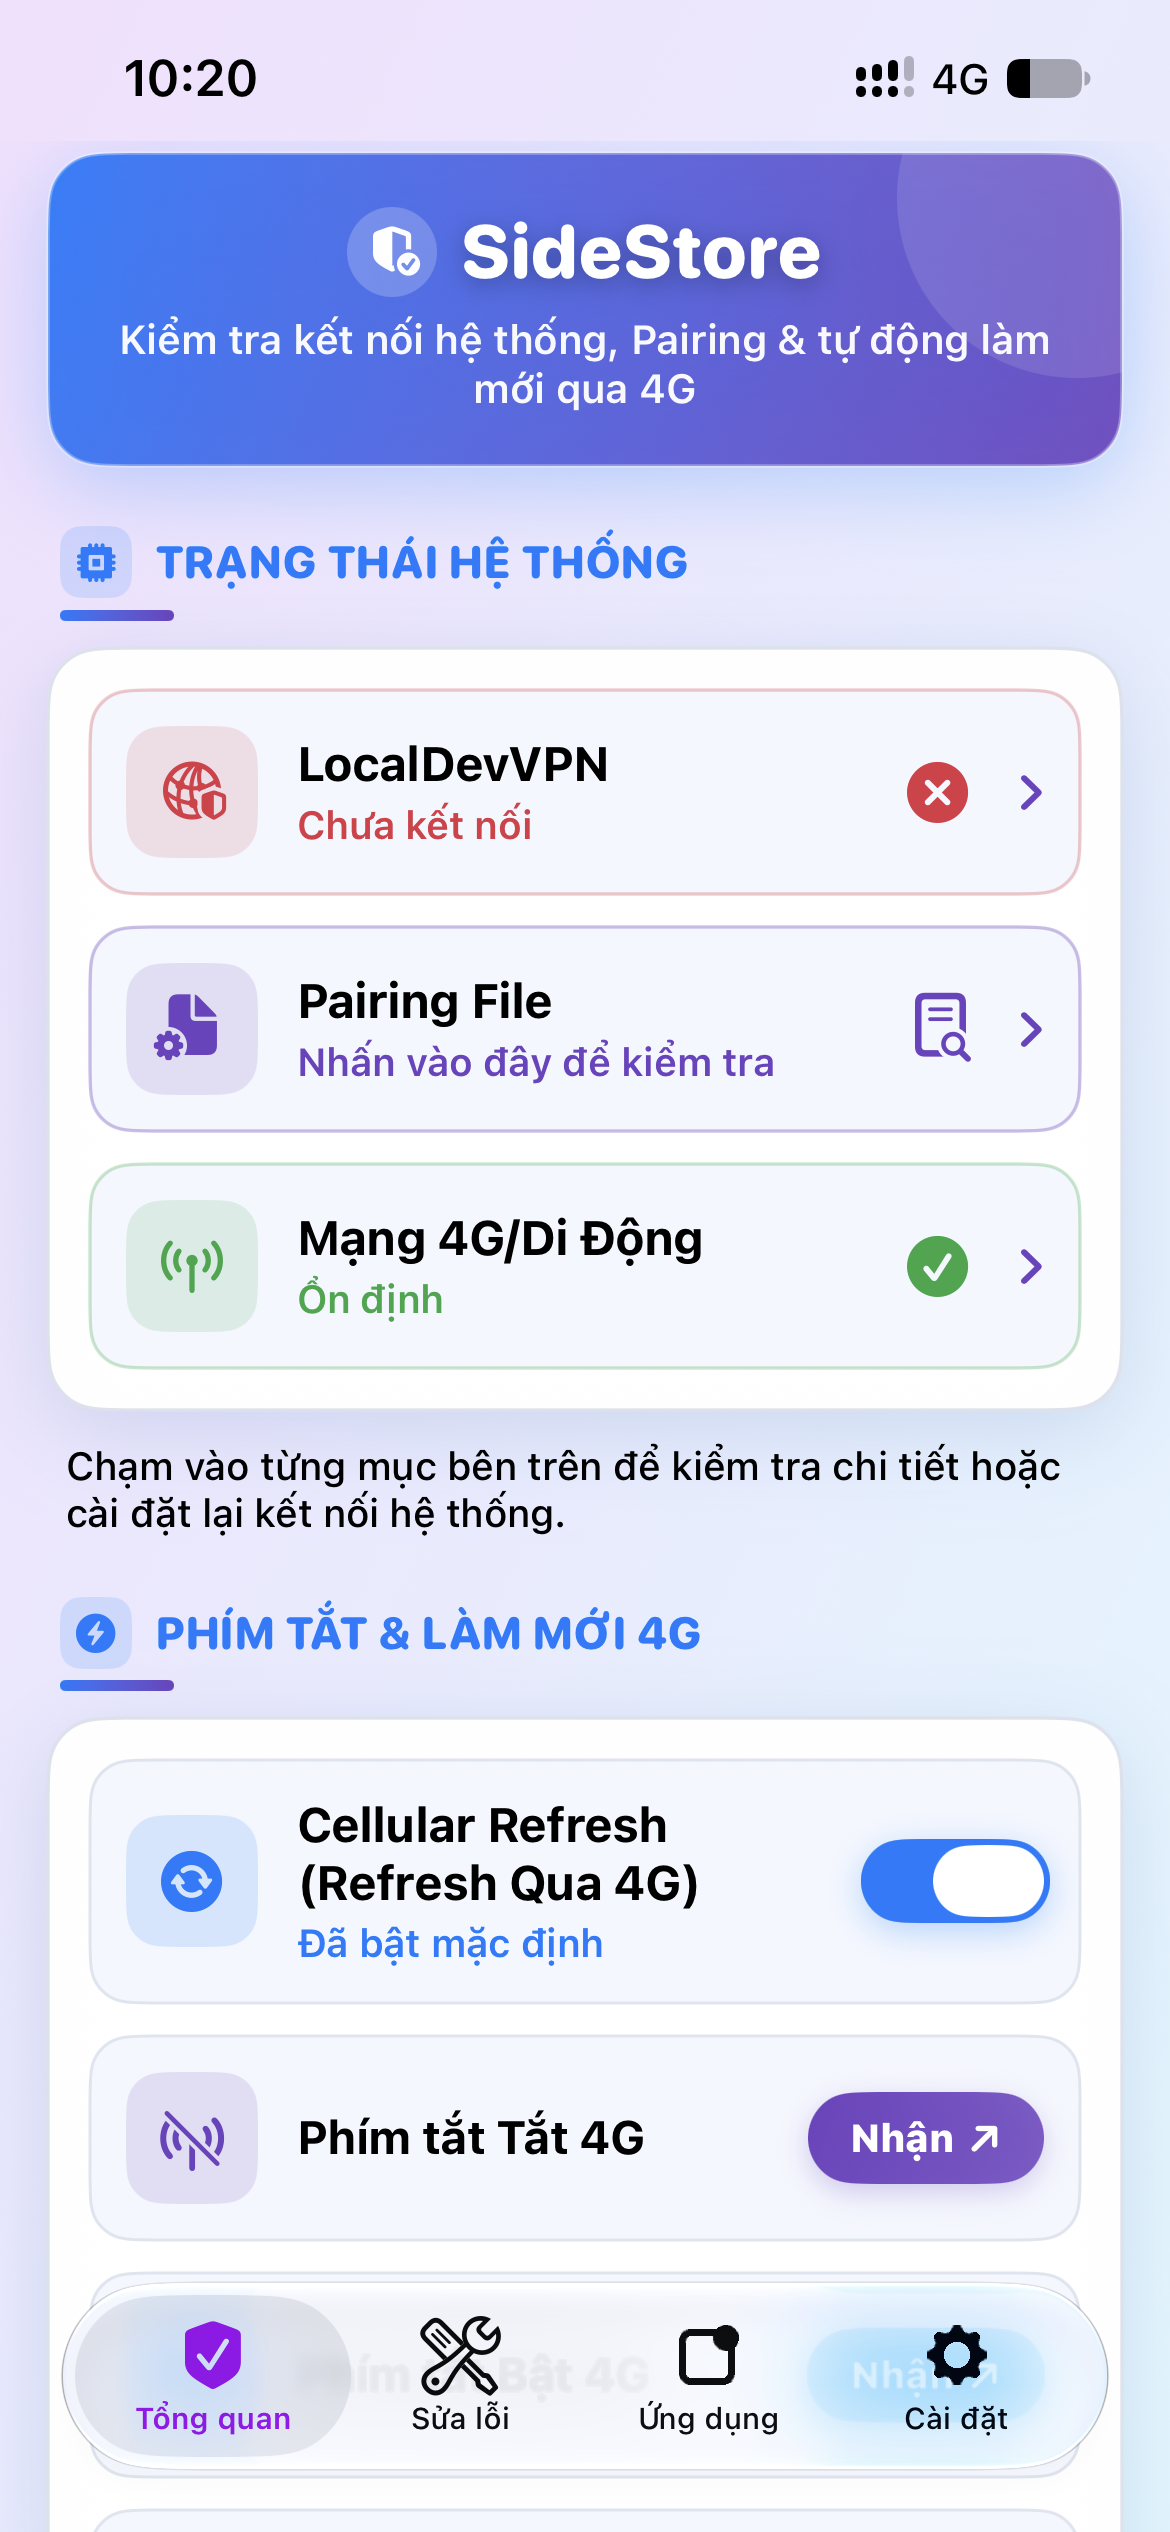 10:20
4G
SideStore
Kiểm tra kết nối hệ thống, Pairing & tự động làm
mới qua 4G
TRẠNG THÁI HỆ THỐNG
LocalDevVPN
Chưa kết nối
Pairing File
Nhấn vào đây để kiểm tra
Mạng 4G/Di Động
Ổn định
Chạm vào từng mục bên trên để kiểm tra chi tiết hoặc
cài đặt lại kết nối hệ thống.
PHÍM TẮT & LÀM MỚI 4G
Cellular Refresh
(Refresh Qua 4G)
Đã bật mặc định
Phím tắt Tắt 4G
Nhận
Bật 4G
Nhận
Tổng quan
Sửa lỗi
Ứng dụng
Cài đặt